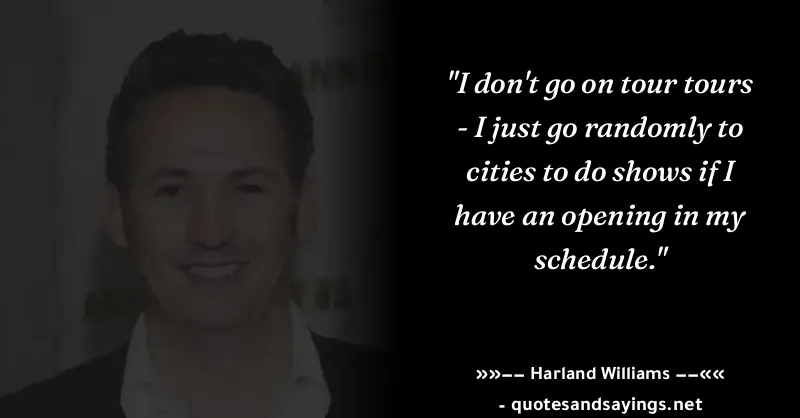 "I don't go on tour tours
- I just go randomly to
cities to do shows if I
have an opening in my
schedule."
»»–– Harland Williams ––««
- quotesandsayings.net